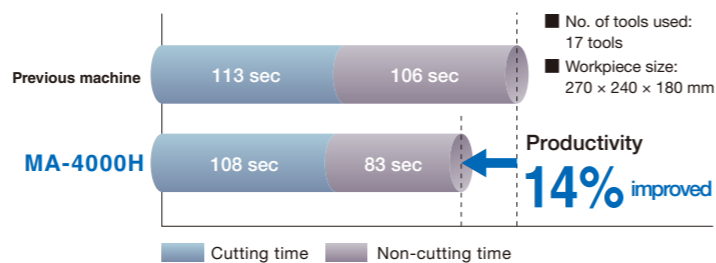 ■ No. of tools used:
17 tools
■ Workpiece size:
270 × 240 × 180 mm
Previous machine
113 sec
106 sec
MA-4000H
108 sec
83 sec
Productivity
14% improved
Cutting time
Non-cutting time